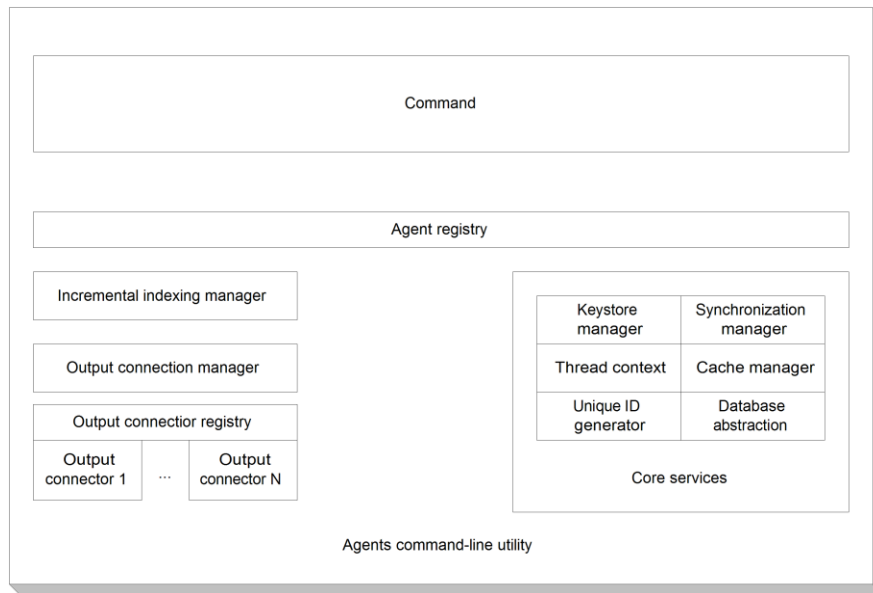 Command
Agent registry
Incremental indexing manager
Output connection manager
Output connectior registry
Output
connector 1
...
Output
connector N
Keystore
manager
Synchronization
manager
Thread context
Cache manager
Unique ID
generator
Database
abstraction
Core services
Agents command-line utility